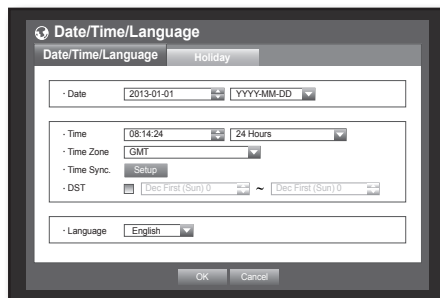 Date/Time/Language
Date/Time/Language Holiday
· Date 2013-01-01 YYYY-MM-DD
· Time 08:14:24 24 Hours
· Time Zone GMT
· Time Sync. Setup
· DST Dec First (Sun) 0 ~ Dec First (Sun) 0
· Language English
OK Cancel